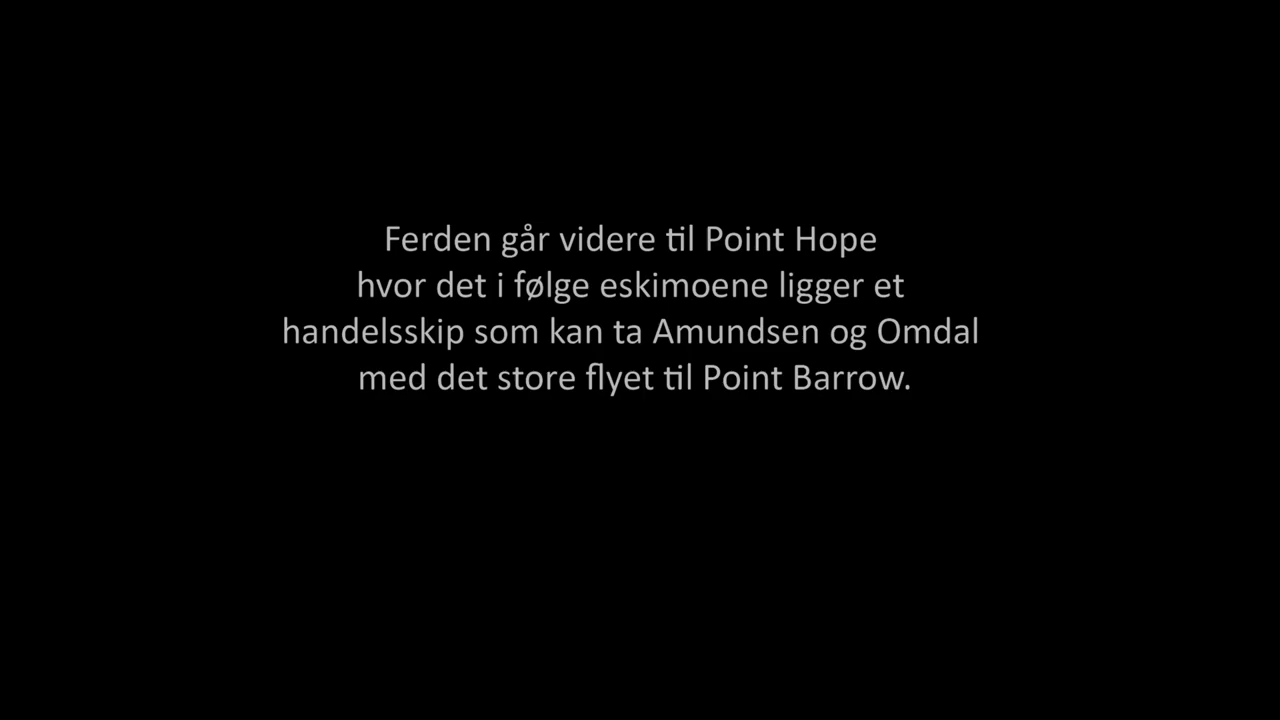 Ferden går videre til Point Hope
hvor det i følge eskimoene ligger et
handelsskip som kan ta Amundsen og Omdal
med det store flyet til Point Barrow.